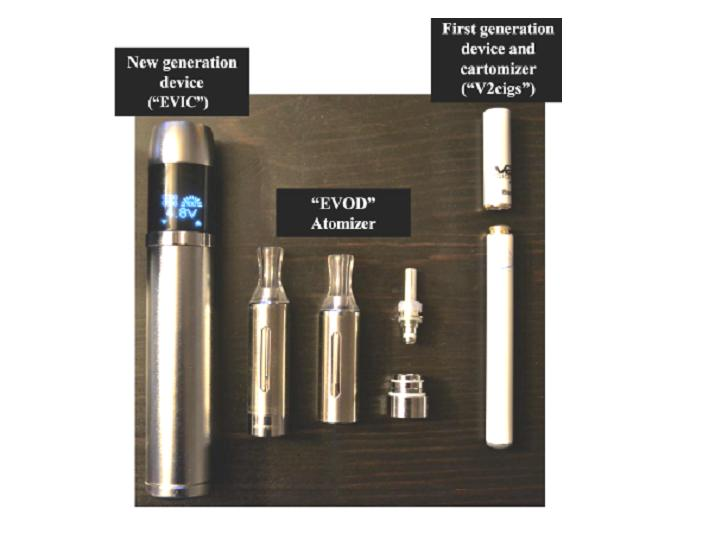 First generation
device and
cartomizer
(“V2cigs”)
New generation
device
(“EVIC”)
“EVOD”
Atomizer
4.8V